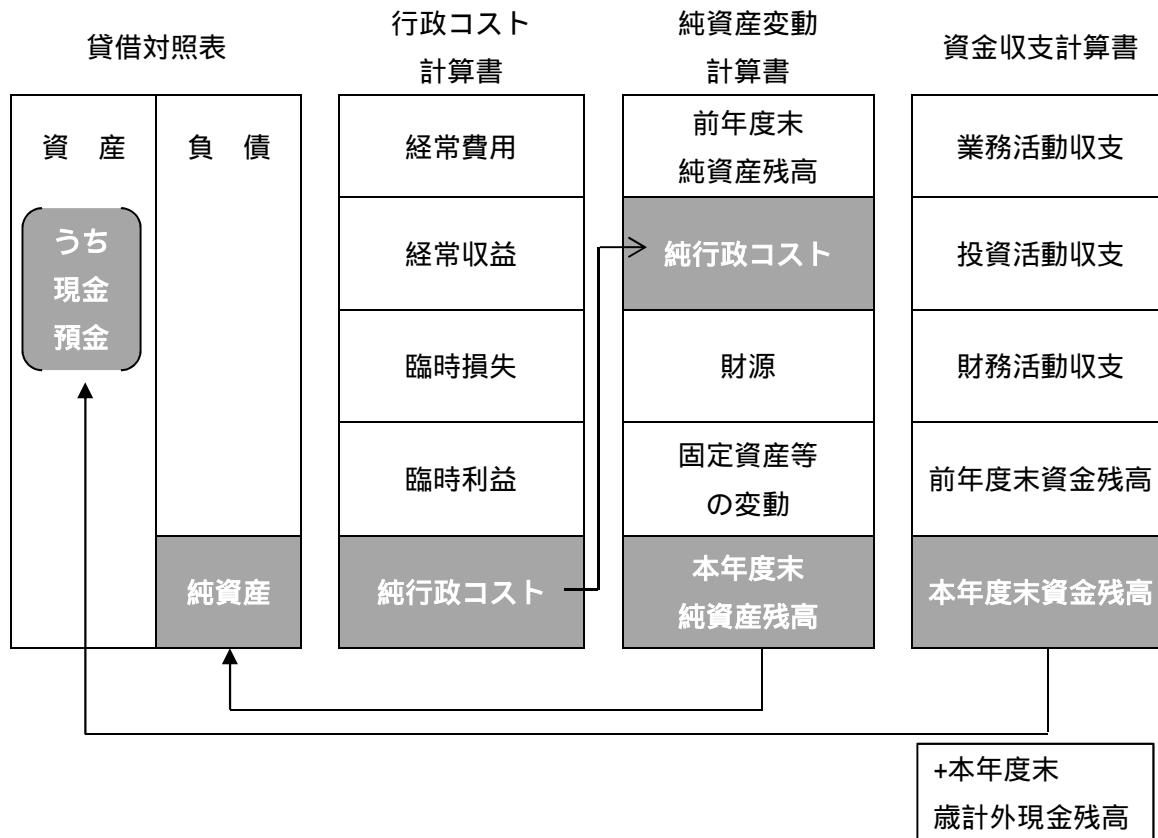 貸借対照表
資 産
うち
現金
預金
負 債
純資産
行政コスト
計算書
経常費用
経常収益
臨時損失
臨時利益
純行政コスト
純資産変動
計算書
前年度末
純資産残高
純行政コスト
財源
固定資産等
の変動
本年度末
純資産残高
資金収支計算書
業務活動収支
投資活動収支
財務活動収支
前年度末資金残高
本年度末資金残高
+本年度末
歳計外現金残高